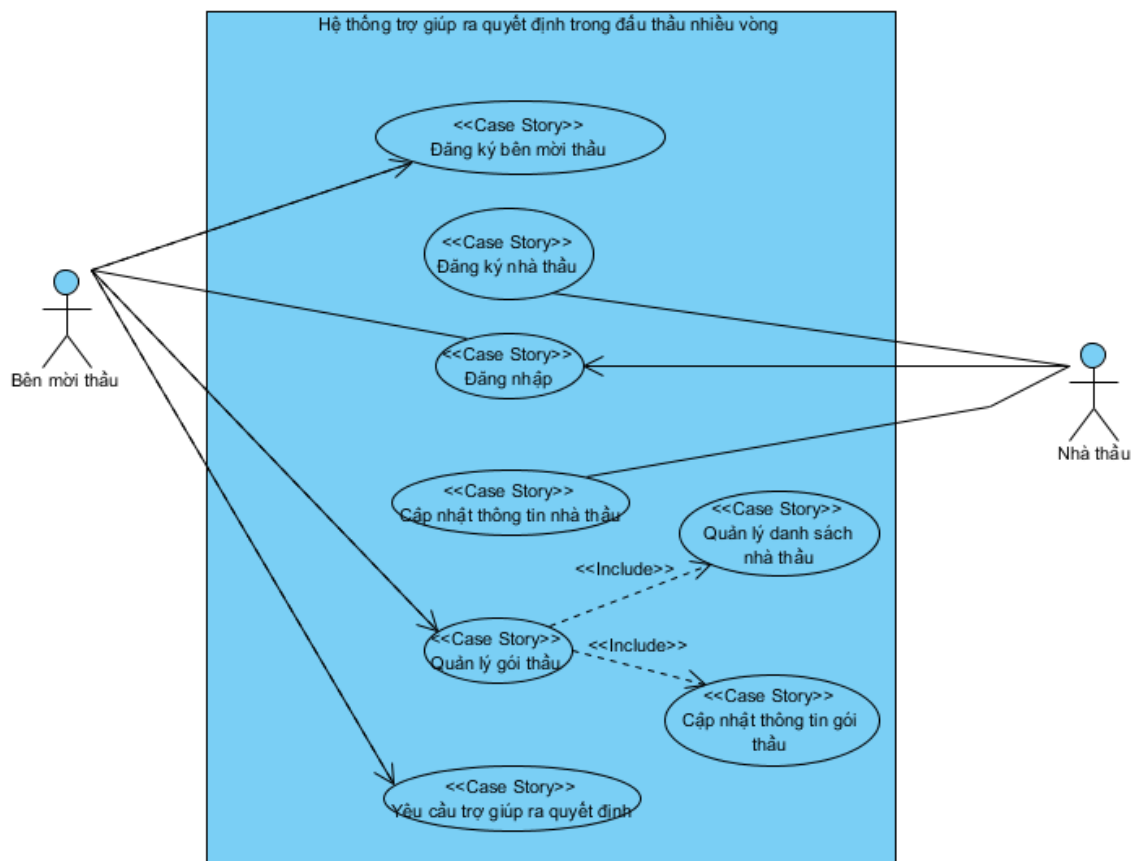 Hệ thống trợ giúp ra quyết định trong đấu thầu nhiều vòng
<<Case Story>>
Đăng ký bên mời thầu
<<Case Story>>
Đăng ký nhà thầu
Bên mời thầu
<<Case Story>>
Đăng nhập
Nhà thầu
<<Case Story>>
Cập nhật thông tin nhà thầu
<<Case Story>>
Quản lý danh sách
nhà thầu
<<Include>>
<<Case Story>>
Quản lý gói thầu
<<Include>>
<<Case Story>>
Cập nhật thông tin gói
thầu
<<Case Story>>
Yêu cầu trợ giúp ra quyết định